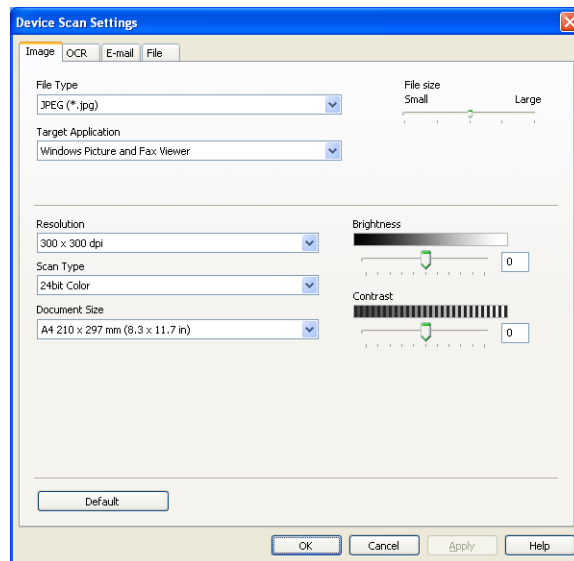 Device Scan Settings
Image OCR E-mail File
File Type
JPEG (*.jpg)
File size
Small Large
Target Application
Windows Picture and Fax Viewer
Resolution
300 x 300 dpi
Scan Type
24bit Color
Document Size
A4 210 x 297 mm (8.3 x 11.7 in)
Brightness
0
Contrast
0
Default
OK Cancel Apply Help